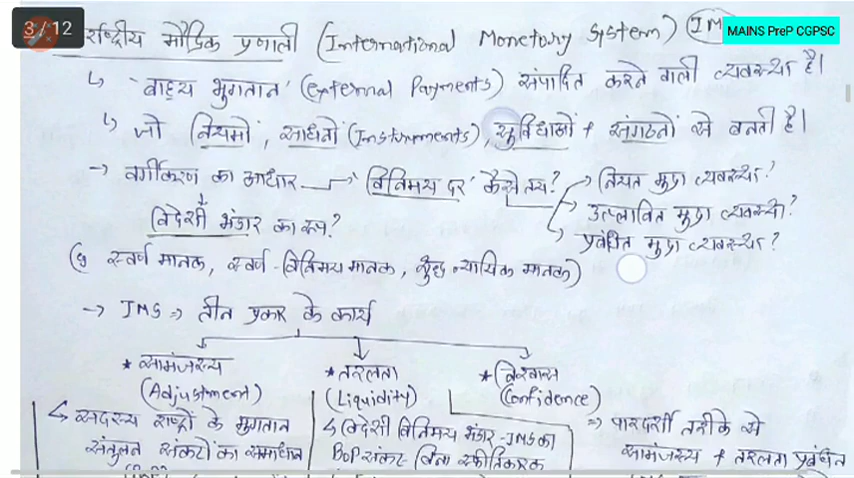 3 / 12
MAINS PreP CGPSC
र्राष्ट्रीय मौद्रिक प्रणाली (International Monetary System) (IM
↳ 'बाह्य भुगतान' (External Payments) संपादित करने वाली व्यवस्था है।
↳ जो नियमों, साधनों (Instruments), सुविधाओं + संगठनों से बनती है।
→ वर्गीकरण का आधार → 'विनिमय दर' कैसे तय? → नियत मुद्रा व्यवस्था?
विदेशी भंडार का रूप? उत्प्लावित मुद्रा व्यवस्था?
प्रबंधित मुद्रा व्यवस्था?
( स्वर्ण मानक, स्वर्ण-विनिमय मानक, शुद्ध न्यायिक मानक)
→ IMS ⇒ तीन प्रकार के कार्य
* सामंजस्य * तरलता * विश्वास
(Adjustment) (Liquidity) (Confidence)
↳ सदस्य राष्ट्रों के भुगतान ↳ विदेशी विनिमय भंडार - IMS का ⇒ पारदर्शी तरीके से
संतुलन संकटों का समाधान BoP संकट - बिना स्फीतिकारक सामंजस्य + तरलता प्रबंधन